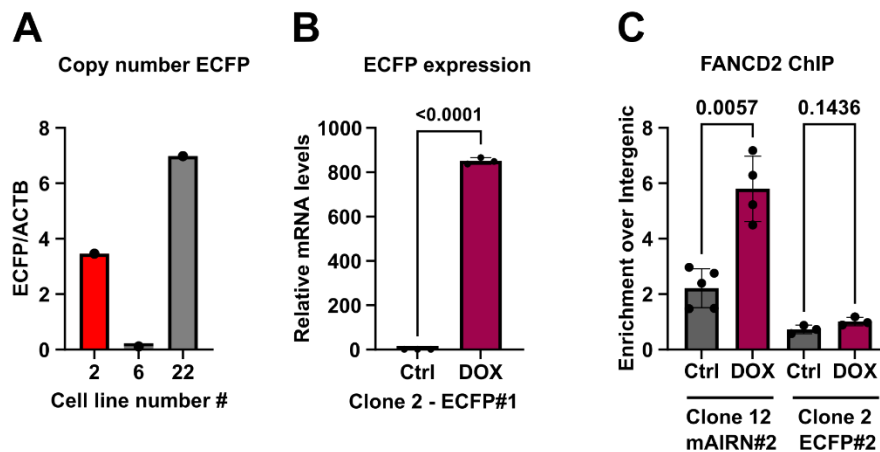 A
Copy number ECFP
ECFP/ACTB
8
6
4
2
0
2 6 22
Cell line number #
B
ECFP expression
<0.0001
Relative mRNA levels
1000
800
600
400
200
0
Ctrl DOX
Clone 2 - ECFP#1
C
FANCD2 ChIP
0.0057 0.1436
Enrichment over Intergenic
8
6
4
2
0
Ctrl DOX Ctrl DOX
Clone 12 Clone 2
mAIRN#2 ECFP#2